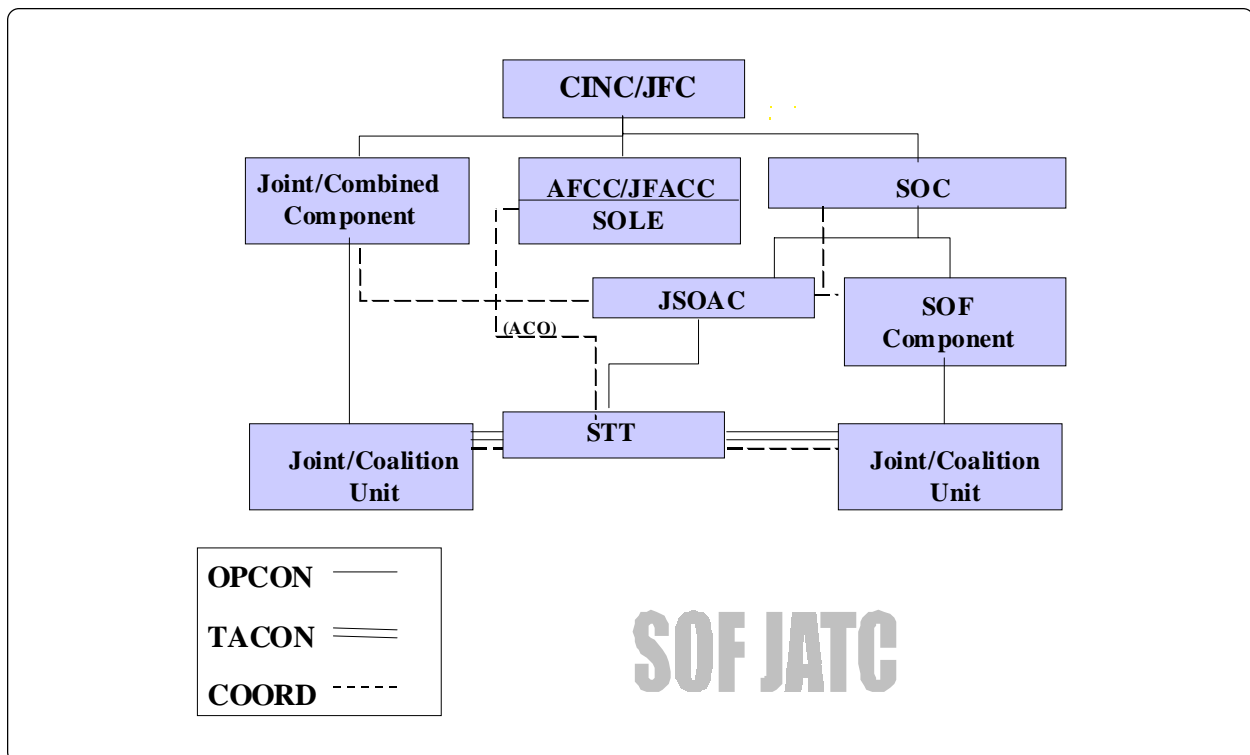 CINC/JFC
Joint/Combined
Component
AFCC/JFACC
SOLE
SOC
JSOAC
SOF
Component
(ACO)
STT
Joint/Coalition
Unit
Joint/Coalition
Unit
OPCON
TACON
COORD
SOF JATC